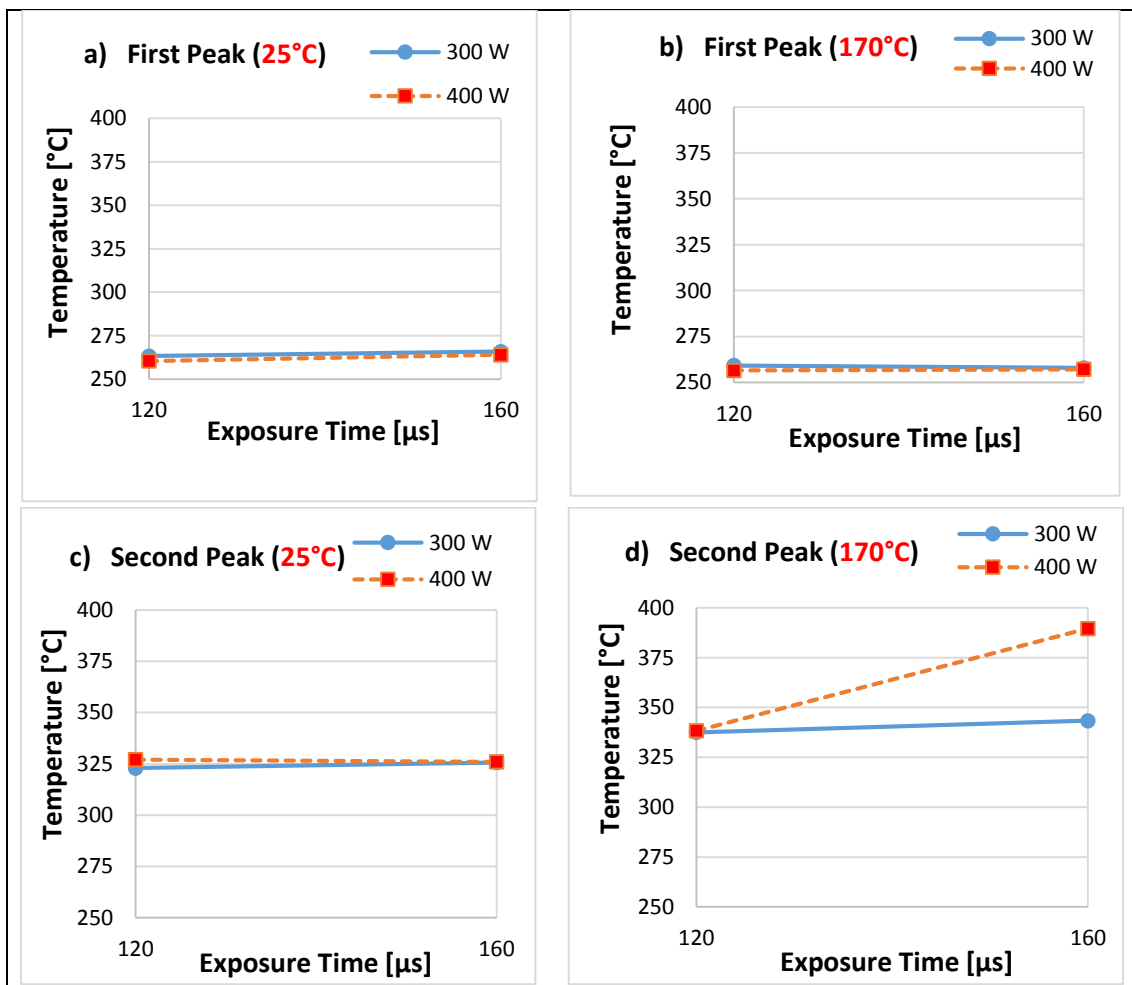 a) First Peak (25°C)
300 W
400 W
Temperature [°C]
400
375
350
325
300
275
250
120
160
Exposure Time [µs]
b) First Peak (170°C)
300 W
400 W
Temperature [°C]
400
375
350
325
300
275
250
120
160
Exposure Time [µs]
c) Second Peak (25°C)
300 W
400 W
Temperature [°C]
400
375
350
325
300
275
250
120
160
Exposure Time [µs]
d) Second Peak (170°C)
300 W
400 W
Temperature [°C]
400
375
350
325
300
275
250
120
160
Exposure Time [µs]